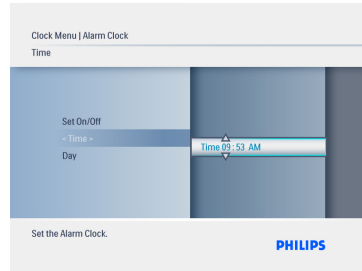 Clock Menu | Alarm Clock
Time
Set On/Off
< Time >
Day
Time 09 : 53 AM
Set the Alarm Clock.
PHILIPS